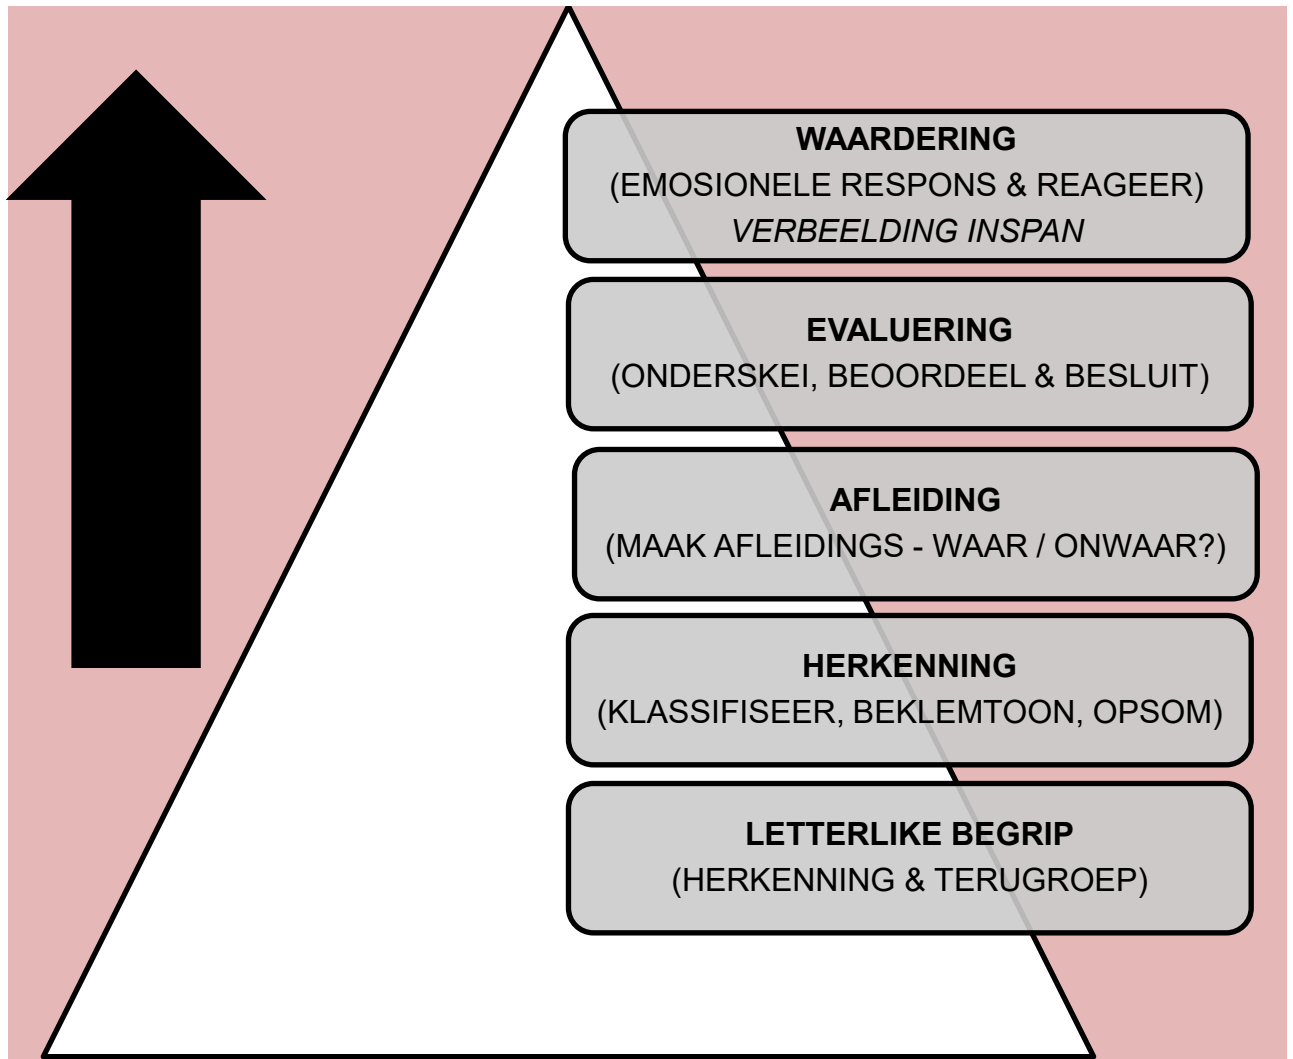 WAARDERING
(EMOSIONELE RESPONS & REAGEER)
VERBEELDING INSPAN
EVALUERING
(ONDERSKEI, BEOORDEEL & BESLUIT)
AFLEIDING
(MAAK AFLEIDINGS - WAAR / ONWAAR?)
HERKENNING
(KLASSIFISEER, BEKLEMTOON, OPSOM)
LETTERLIKE BEGRIP
(HERKENNING & TERUGROEP)